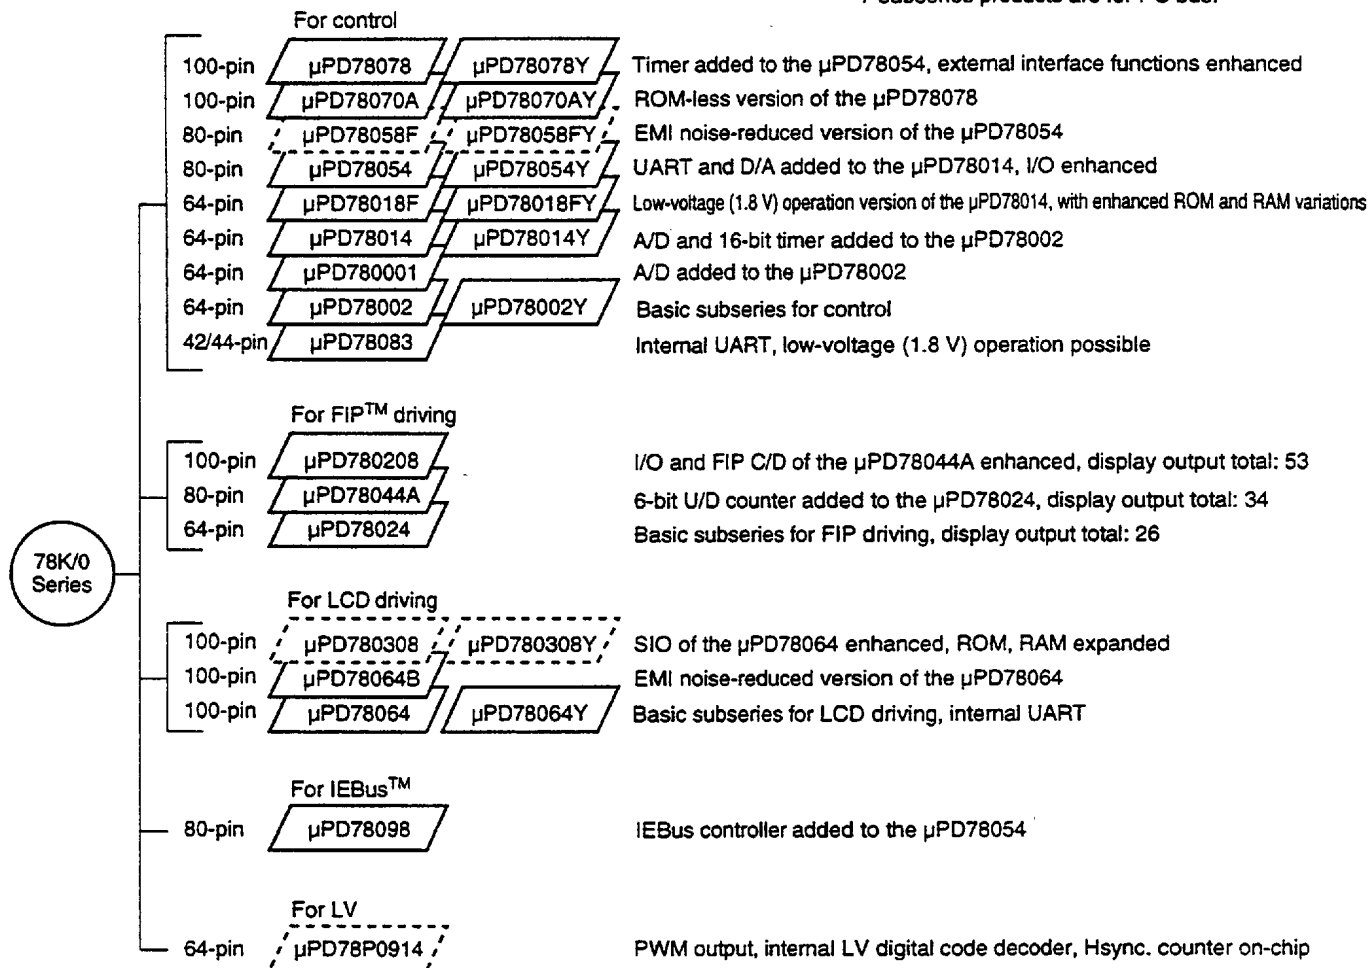 For control
100-pin µPD78078 µPD78078Y Timer added to the µPD78054, external interface functions enhanced
100-pin µPD78070A µPD78070AY ROM-less version of the µPD78078
80-pin µPD78058F µPD78058FY EMI noise-reduced version of the µPD78054
80-pin µPD78054 µPD78054Y UART and D/A added to the µPD78014, I/O enhanced
64-pin µPD78018F µPD78018FY Low-voltage (1.8 V) operation version of the µPD78014, with enhanced ROM and RAM variations
64-pin µPD78014 µPD78014Y A/D and 16-bit timer added to the µPD78002
64-pin µPD780001 A/D added to the µPD78002
64-pin µPD78002 µPD78002Y Basic subseries for control
42/44-pin µPD78083 Internal UART, low-voltage (1.8 V) operation possible
For FIP™ driving
100-pin µPD780208 I/O and FIP C/D of the µPD78044A enhanced, display output total: 53
80-pin µPD78044A 6-bit U/D counter added to the µPD78024, display output total: 34
64-pin µPD78024 Basic subseries for FIP driving, display output total: 26
78K/0
Series
For LCD driving
100-pin µPD780308 µPD780308Y SIO of the µPD78064 enhanced, ROM, RAM expanded
100-pin µPD78064B EMI noise-reduced version of the µPD78064
100-pin µPD78064 µPD78064Y Basic subseries for LCD driving, internal UART
For IEBus™
80-pin µPD78098 IEBus controller added to the µPD78054
For LV
64-pin µPD78P0914 PWM output, internal LV digital code decoder, Hsync. counter on-chip